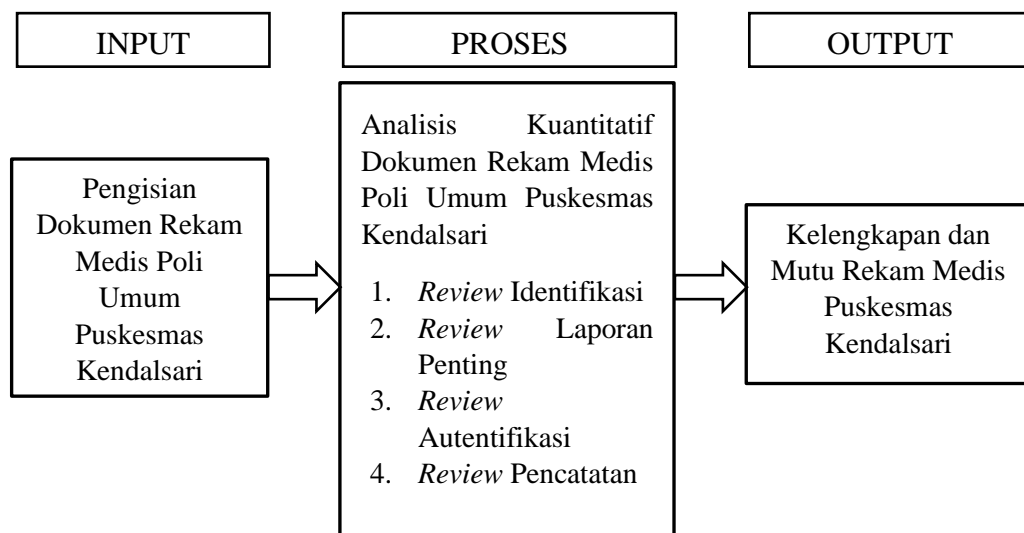 INPUT
PROSES
OUTPUT
Pengisian
Dokumen Rekam
Medis Poli
Umum
Puskesmas
Kendalsari
Analisis Kuantitatif
Dokumen Rekam Medis
Poli Umum Puskesmas
Kendalsari
1. Review Identifikasi
2. Review Laporan
Penting
3. Review
Autentifikasi
4. Review Pencatatan
Kelengkapan dan
Mutu Rekam Medis
Puskesmas
Kendalsari